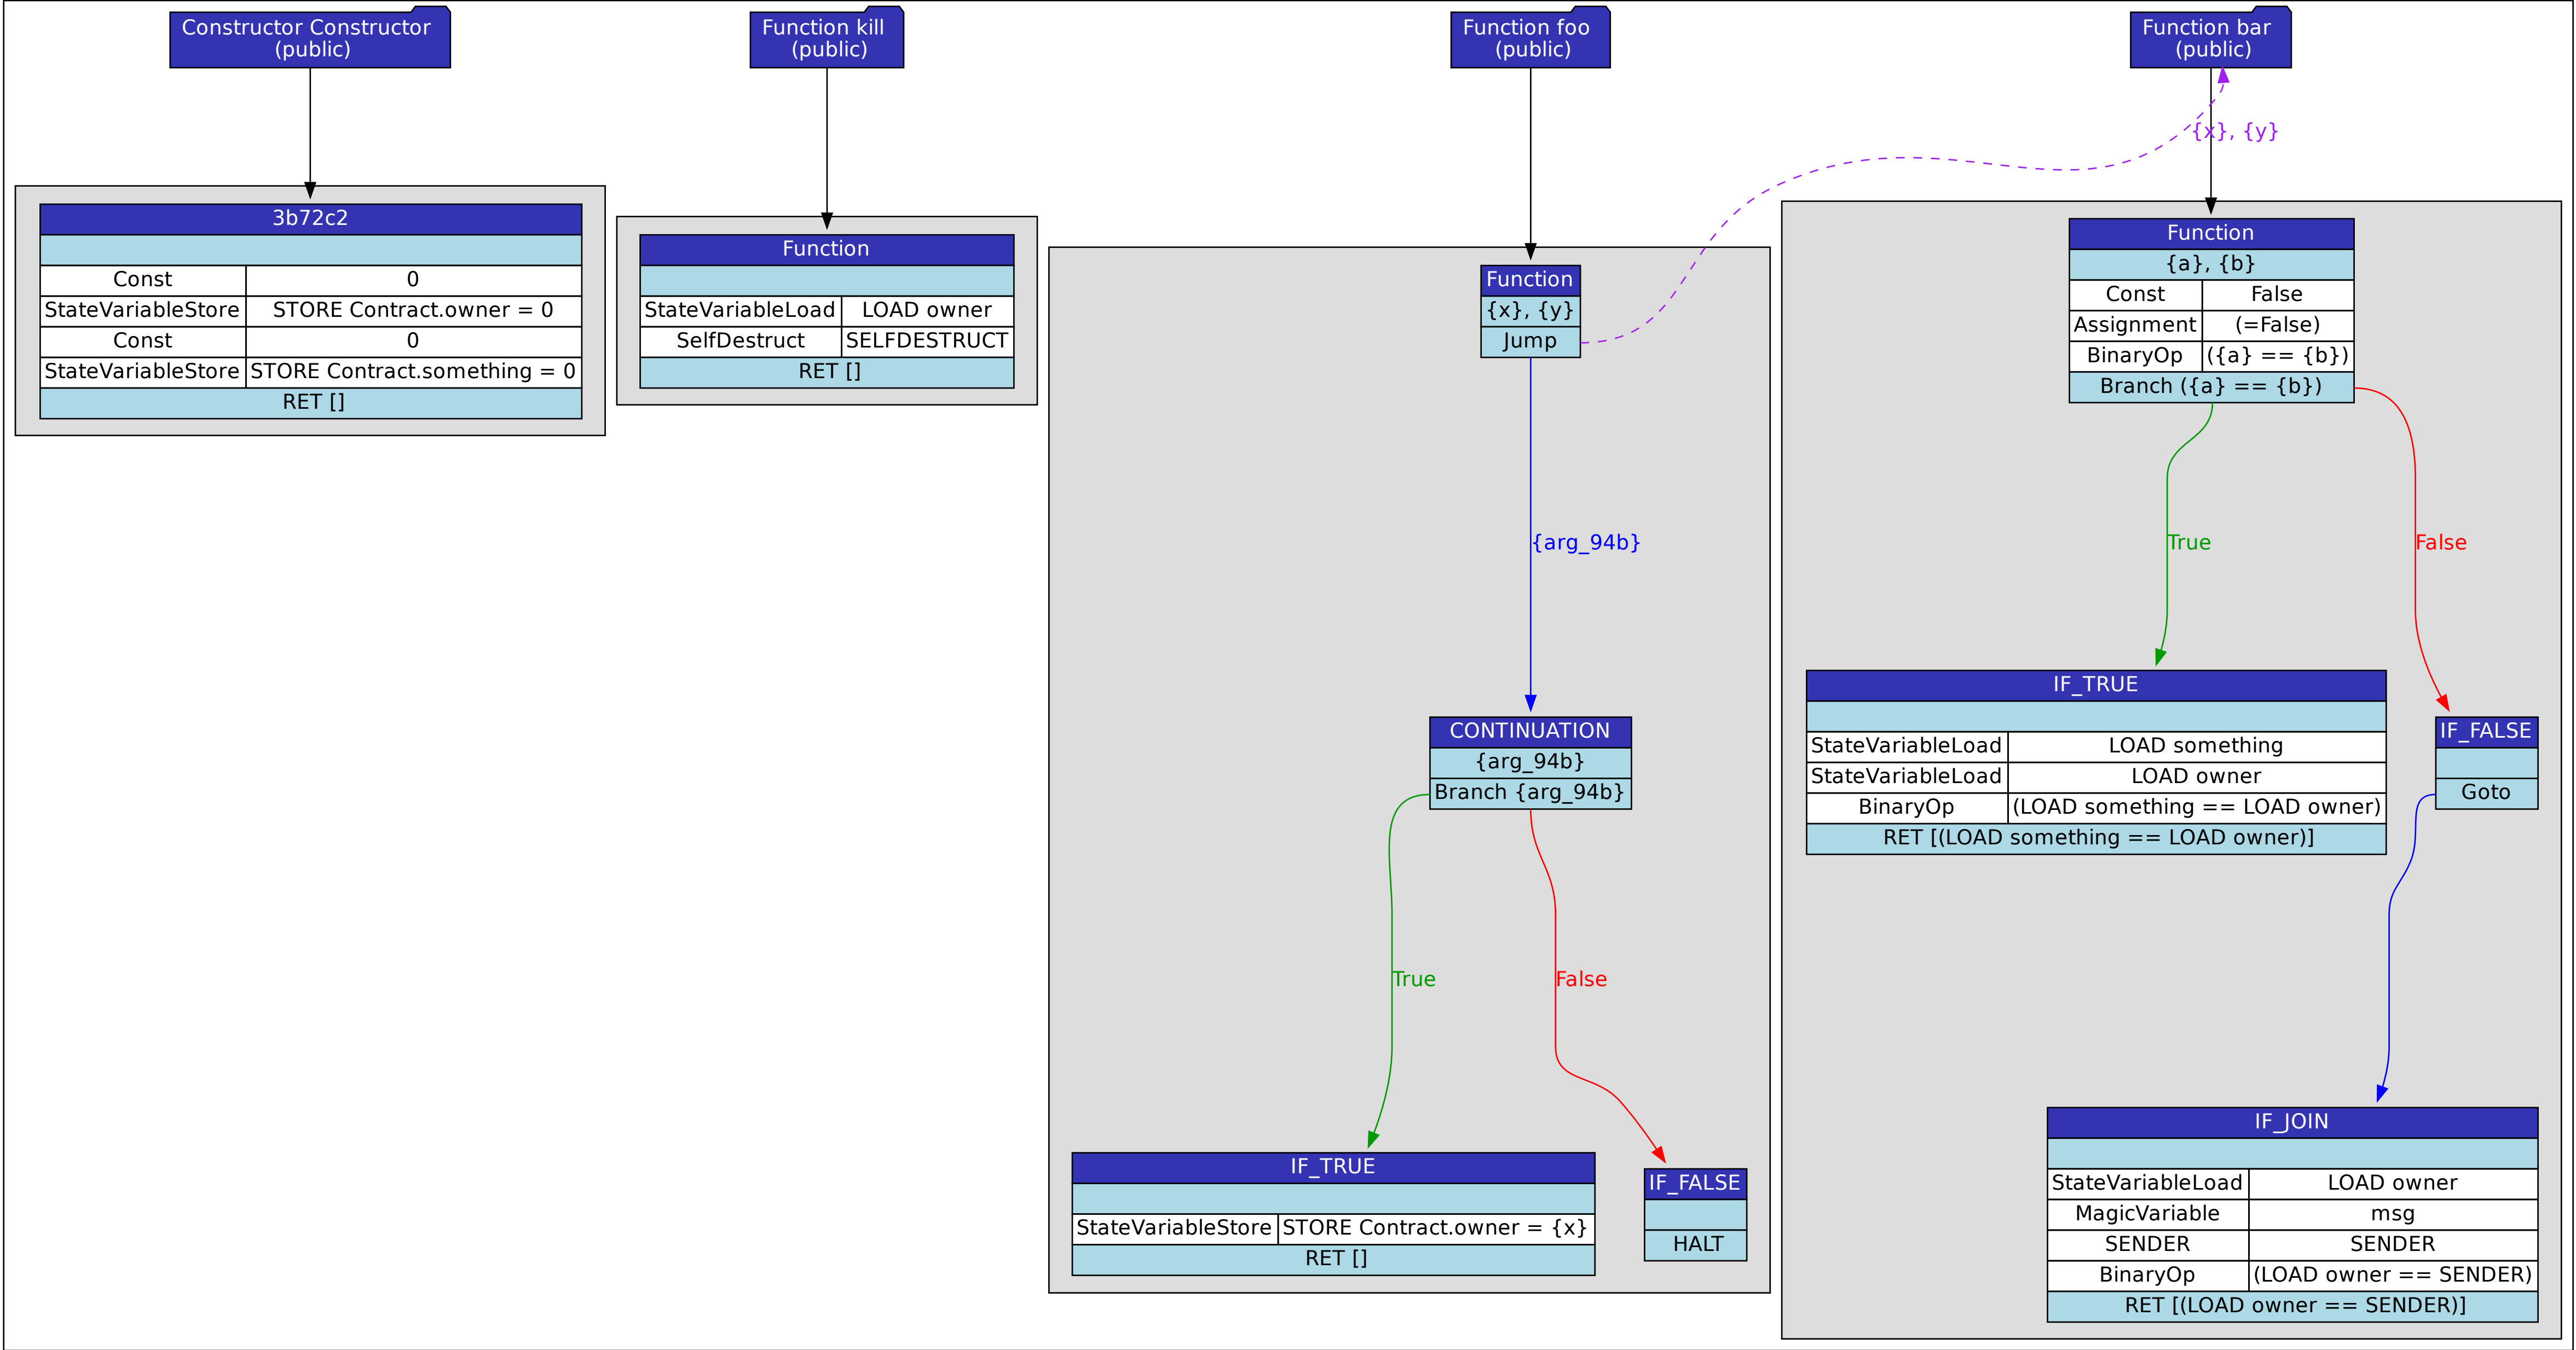 Constructor Constructor
(public)
3b72c2
Const 0
StateVariableStore STORE Contract.owner = 0
Const 0
StateVariableStore STORE Contract.something = 0
RET []
Function kill
(public)
Function
StateVariableLoad LOAD owner
SelfDestruct SELFDESTRUCT
RET []
Function foo
(public)
Function
{x}, {y}
Jump
{arg_94b}
CONTINUATION
{arg_94b}
Branch {arg_94b}
True
False
IF_TRUE
StateVariableStore STORE Contract.owner = {x}
RET []
IF_FALSE
HALT
Function bar
(public)
{x}, {y}
Function
{a}, {b}
Const False
Assignment (=False)
BinaryOp ({a} == {b})
Branch ({a} == {b})
True
False
IF_TRUE
StateVariableLoad LOAD something
StateVariableLoad LOAD owner
BinaryOp (LOAD something == LOAD owner)
RET [(LOAD something == LOAD owner)]
IF_FALSE
Goto
IF_JOIN
StateVariableLoad LOAD owner
MagicVariable msg
SENDER SENDER
BinaryOp (LOAD owner == SENDER)
RET [(LOAD owner == SENDER)]